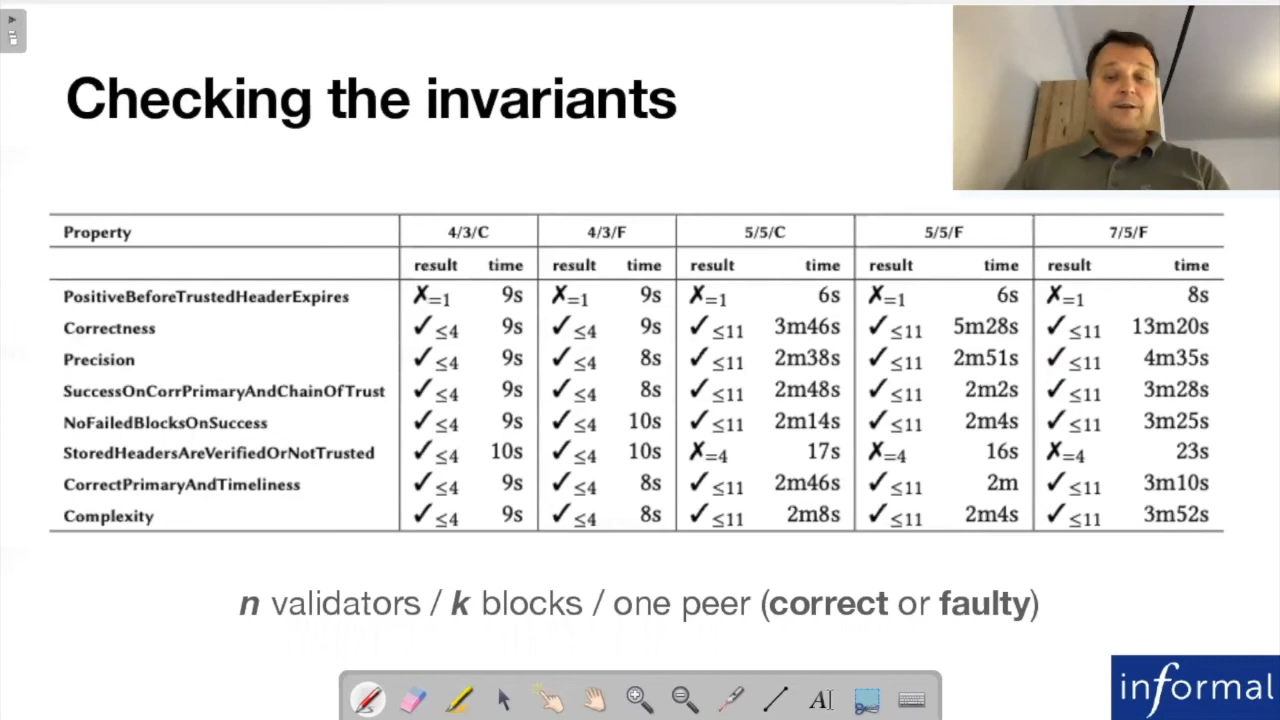 Checking the invariants
Property 4/3/C 4/3/F 5/5/C 5/5/F 7/5/F
result time result time result time result time result time
PositiveBeforeTrustedHeaderExpires ✗=1 9s ✗=1 9s ✗=1 6s ✗=1 6s ✗=1 8s
Correctness ✓≤4 9s ✓≤4 9s ✓≤11 3m46s ✓≤11 5m28s ✓≤11 13m20s
Precision ✓≤4 9s ✓≤4 8s ✓≤11 2m38s ✓≤11 2m51s ✓≤11 4m35s
SuccessOnCorrPrimaryAndChainOfTrust ✓≤4 9s ✓≤4 8s ✓≤11 2m48s ✓≤11 2m2s ✓≤11 3m28s
NoFailedBlocksOnSuccess ✓≤4 9s ✓≤4 10s ✓≤11 2m14s ✓≤11 2m4s ✓≤11 3m25s
StoredHeadersAreVerifiedOrNotTrusted ✓≤4 10s ✓≤4 10s ✗=4 17s ✗=4 16s ✗=4 23s
CorrectPrimaryAndTimeliness ✓≤4 9s ✓≤4 8s ✓≤11 2m46s ✓≤11 2m ✓≤11 3m10s
Complexity ✓≤4 9s ✓≤4 8s ✓≤11 2m8s ✓≤11 2m4s ✓≤11 3m52s
n validators / k blocks / one peer (correct or faulty)
informal
AI